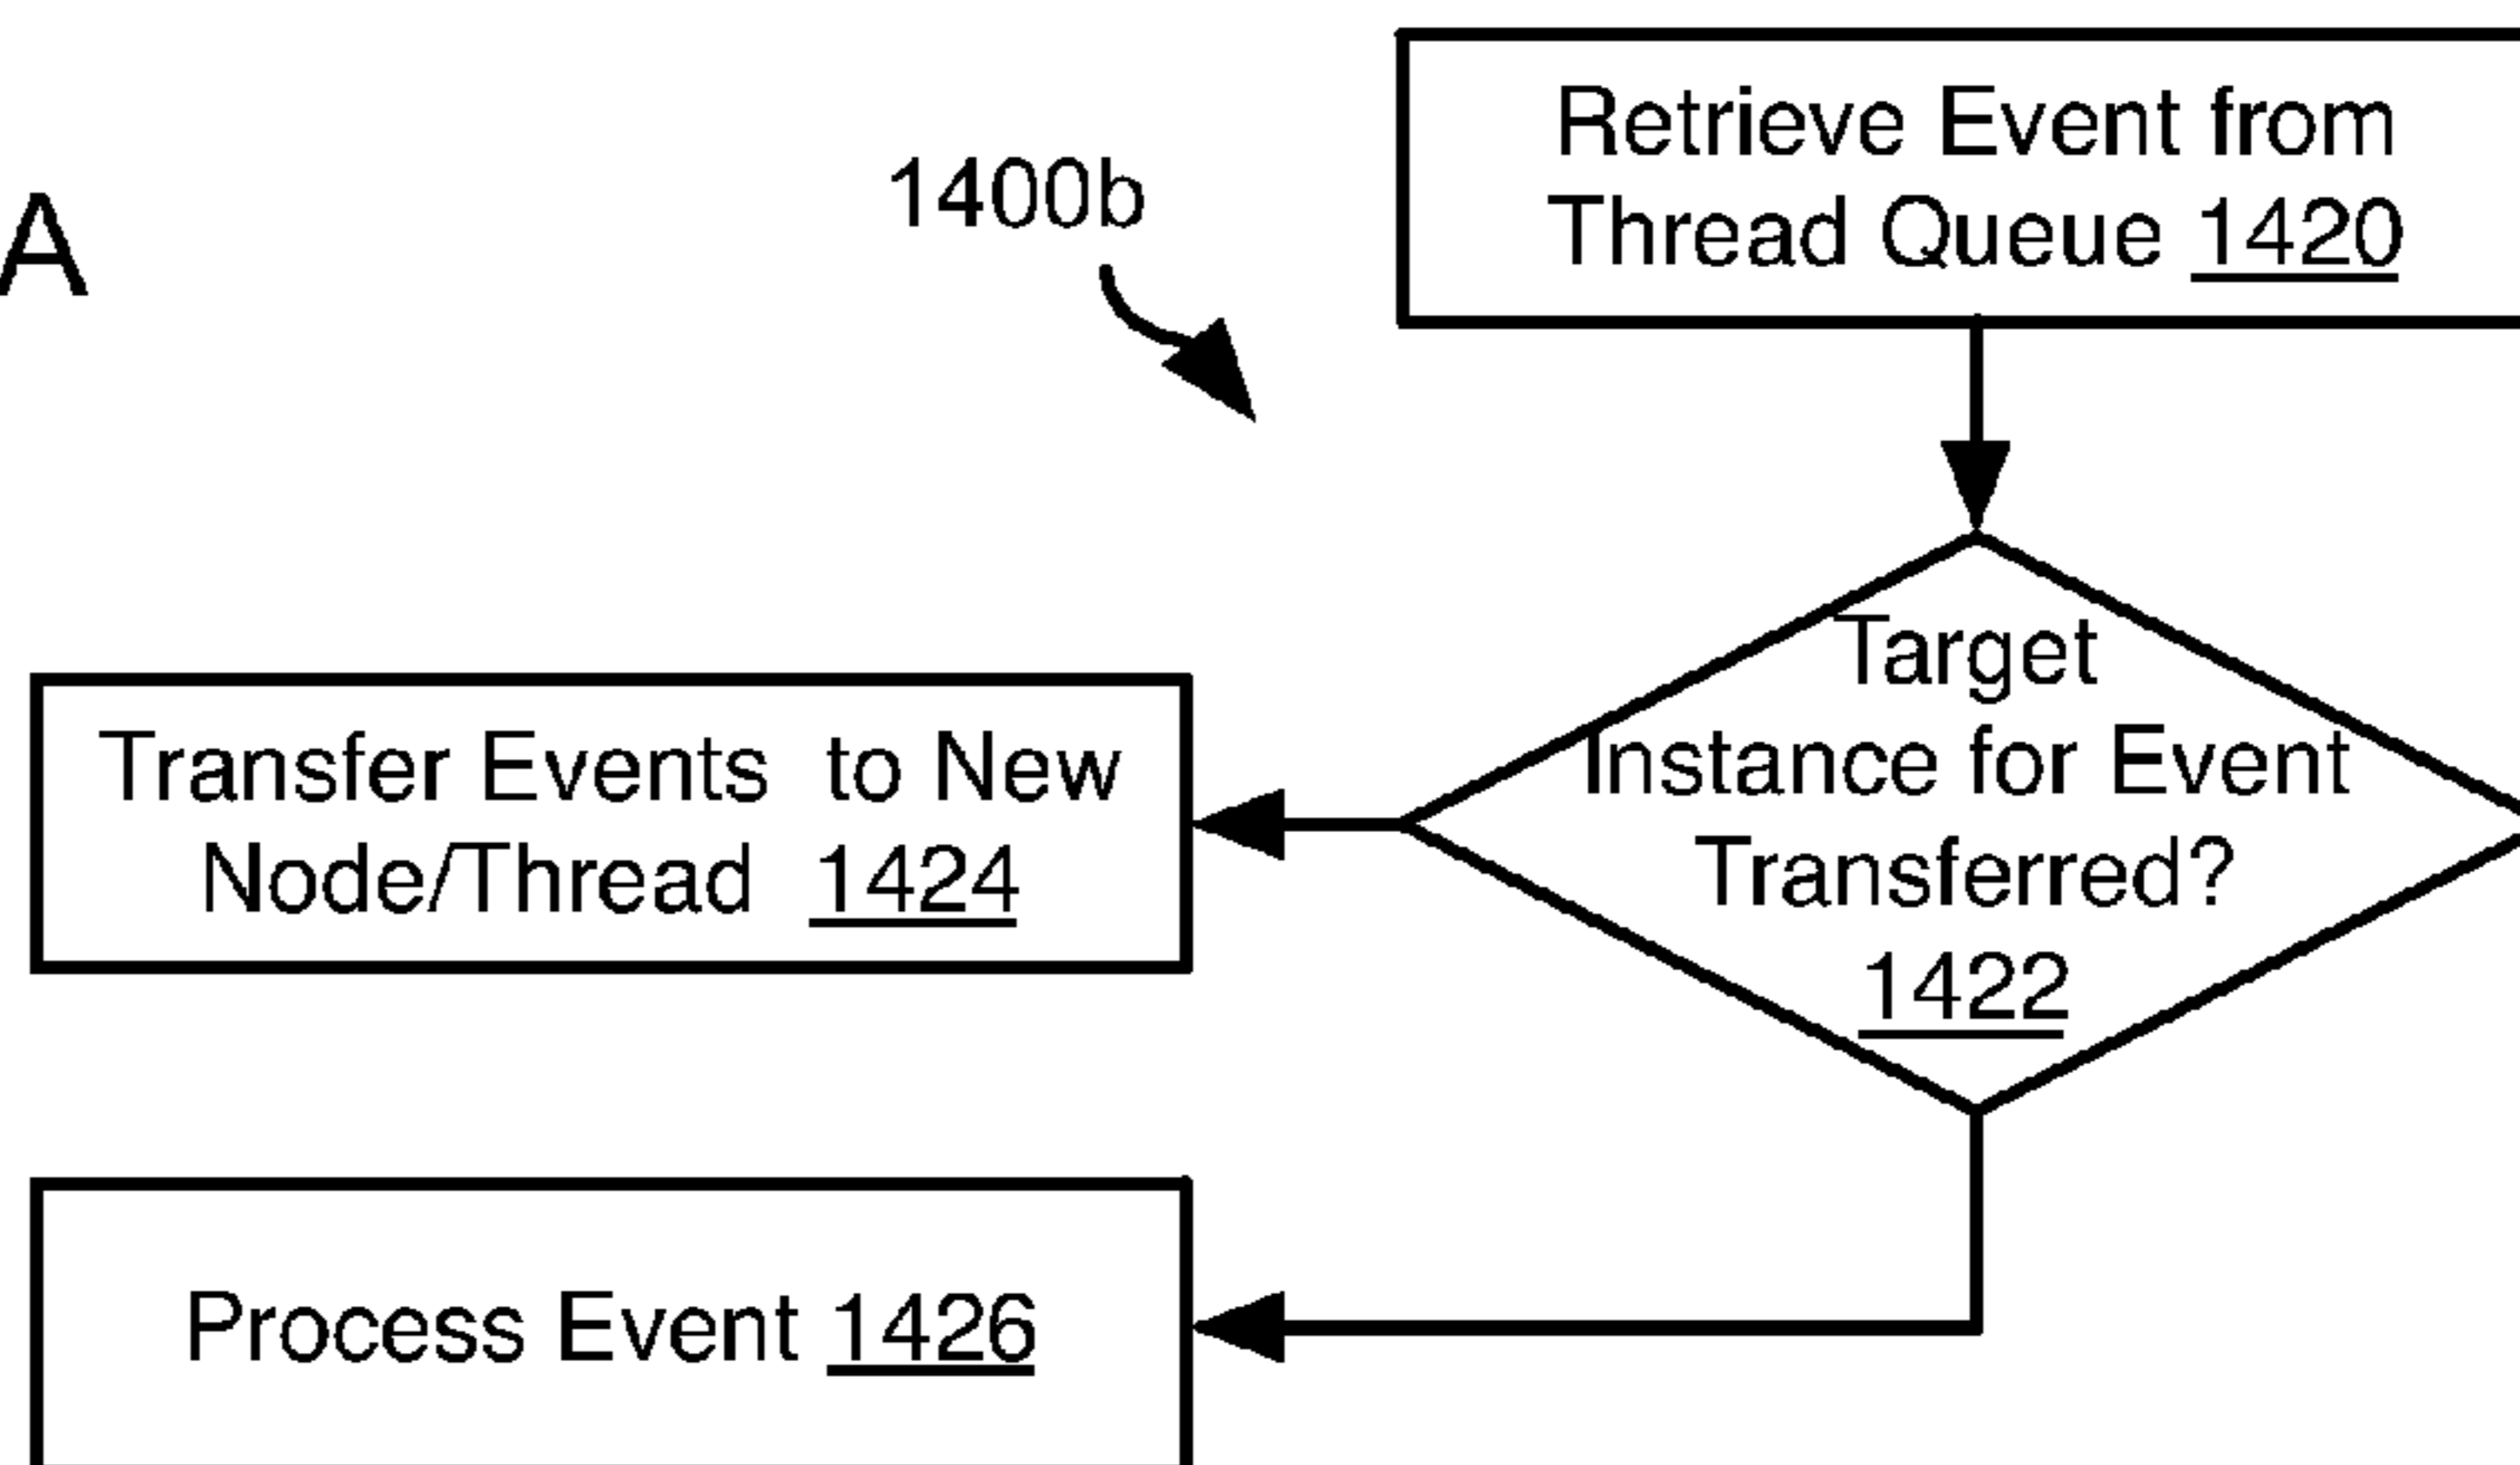 A
1400b
Retrieve Event from
Thread Queue 1420
Target
Instance for Event
Transferred?
1422
Transfer Events to New
Node/Thread 1424
Process Event 1426